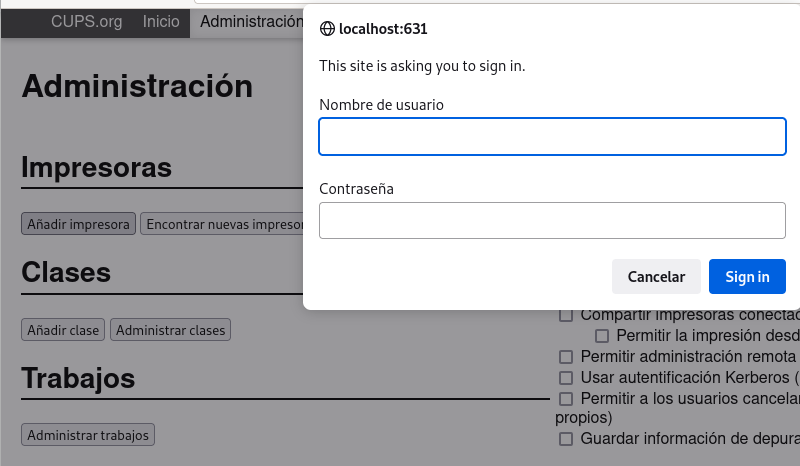 CUPS.org Inicio Administración
localhost:631
This site is asking you to sign in.
Nombre de usuario
Contraseña
Cancelar Sign in
Administración
Impresoras
Añadir impresora Encontrar nuevas impresor
Clases
Añadir clase Administrar clases
Trabajos
Administrar trabajos
Compartir impresoras conectad
Permitir la impresión desd
Permitir administración remota
Usar autentificación Kerberos (
Permitir a los usuarios cancelar
propios)
Guardar información de depura